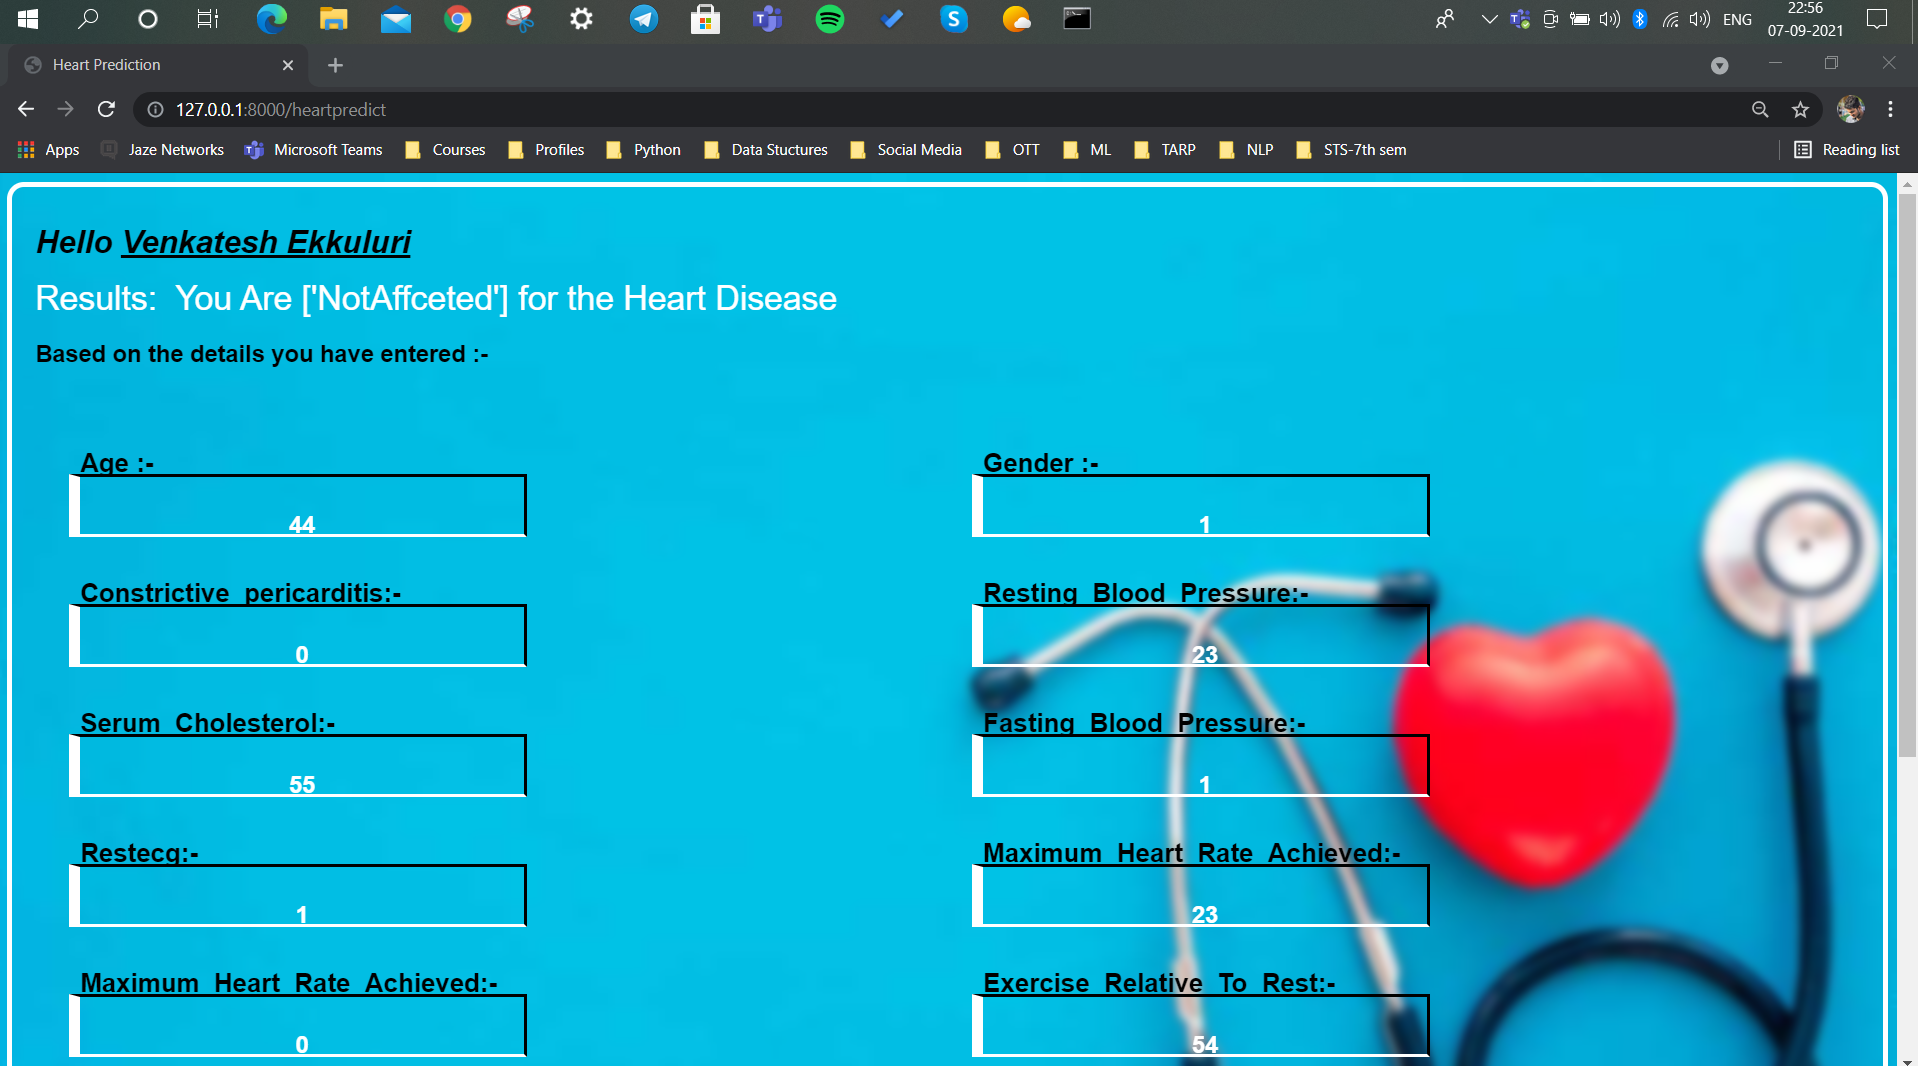 ENG
22:56
07-09-2021
Heart Prediction
127.0.0.1:8000/heartpredict
Apps Jaze Networks Microsoft Teams Courses Profiles Python Data Stuctures Social Media OTT ML TARP NLP STS-7th sem Reading list
Hello Venkatesh Ekkuluri
Results: You Are ['NotAffceted'] for the Heart Disease
Based on the details you have entered :-
Age :- Gender :-
44 1
Constrictive pericarditis:- Resting Blood Pressure:-
0 23
Serum Cholesterol:- Fasting Blood Pressure:-
55 1
Restecg:- Maximum Heart Rate Achieved:-
1 23
Maximum Heart Rate Achieved:- Exercise Relative To Rest:-
0 54